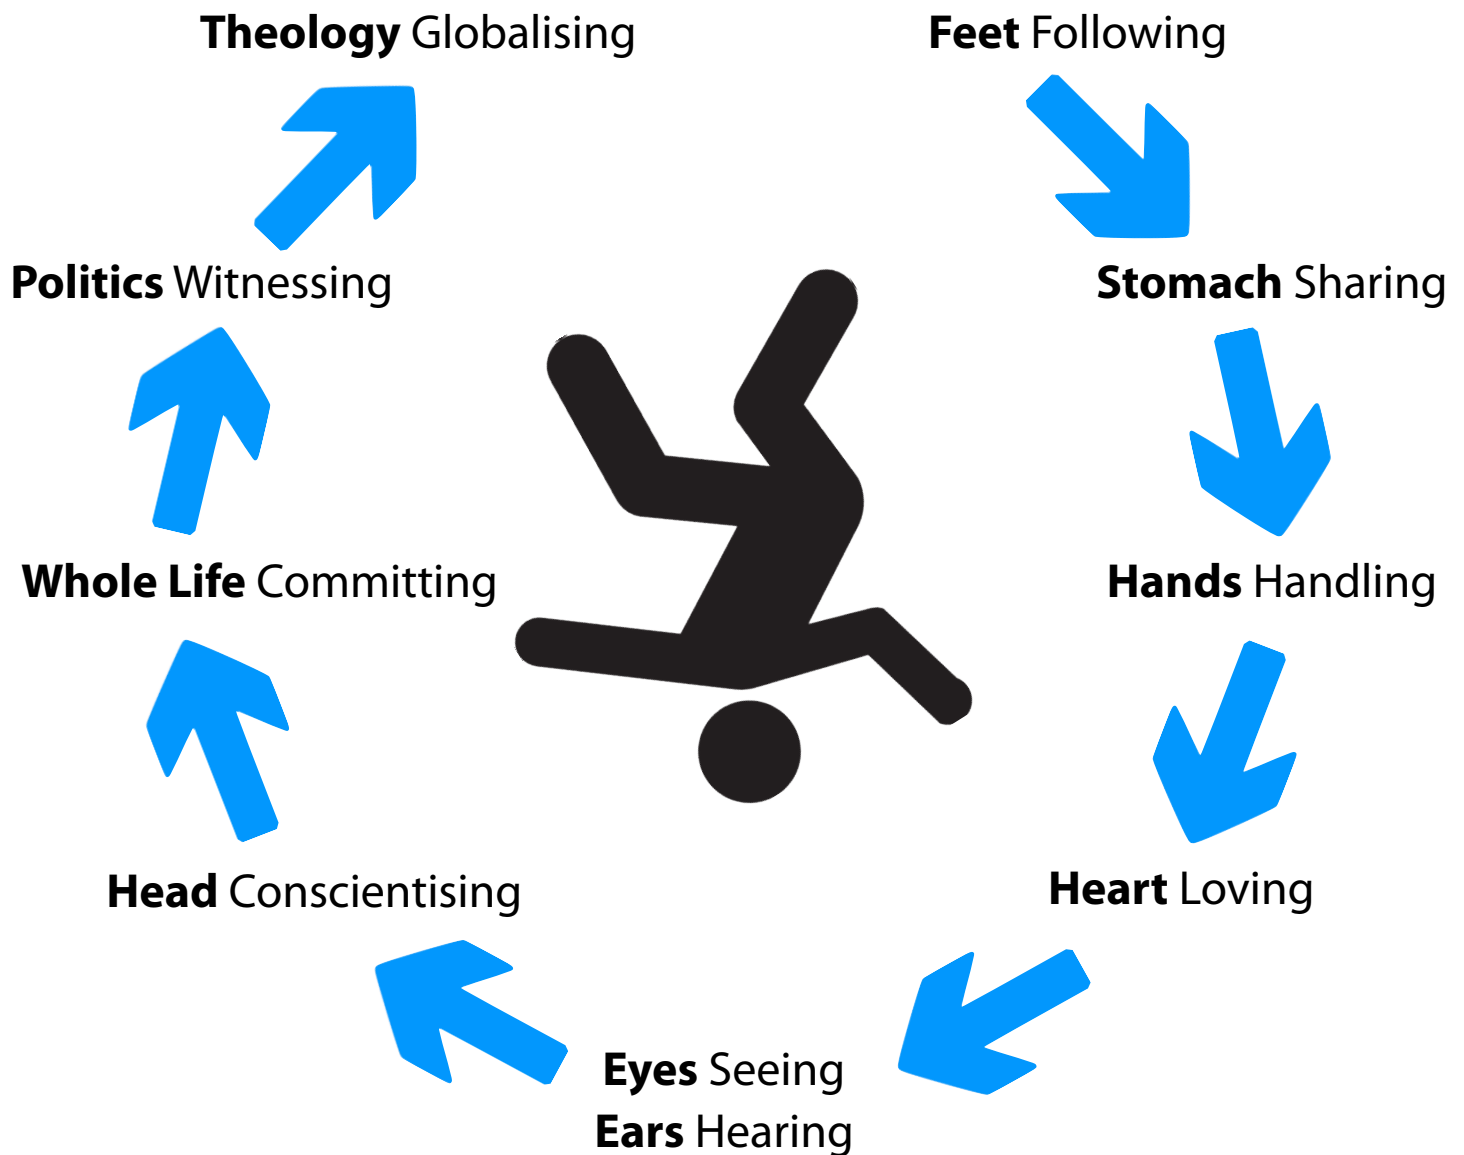 Theology Globalising
Feet Following
Politics Witnessing
Stomach Sharing
Whole Life Committing
Hands Handling
Head Conscientising
Heart Loving
Eyes Seeing
Ears Hearing